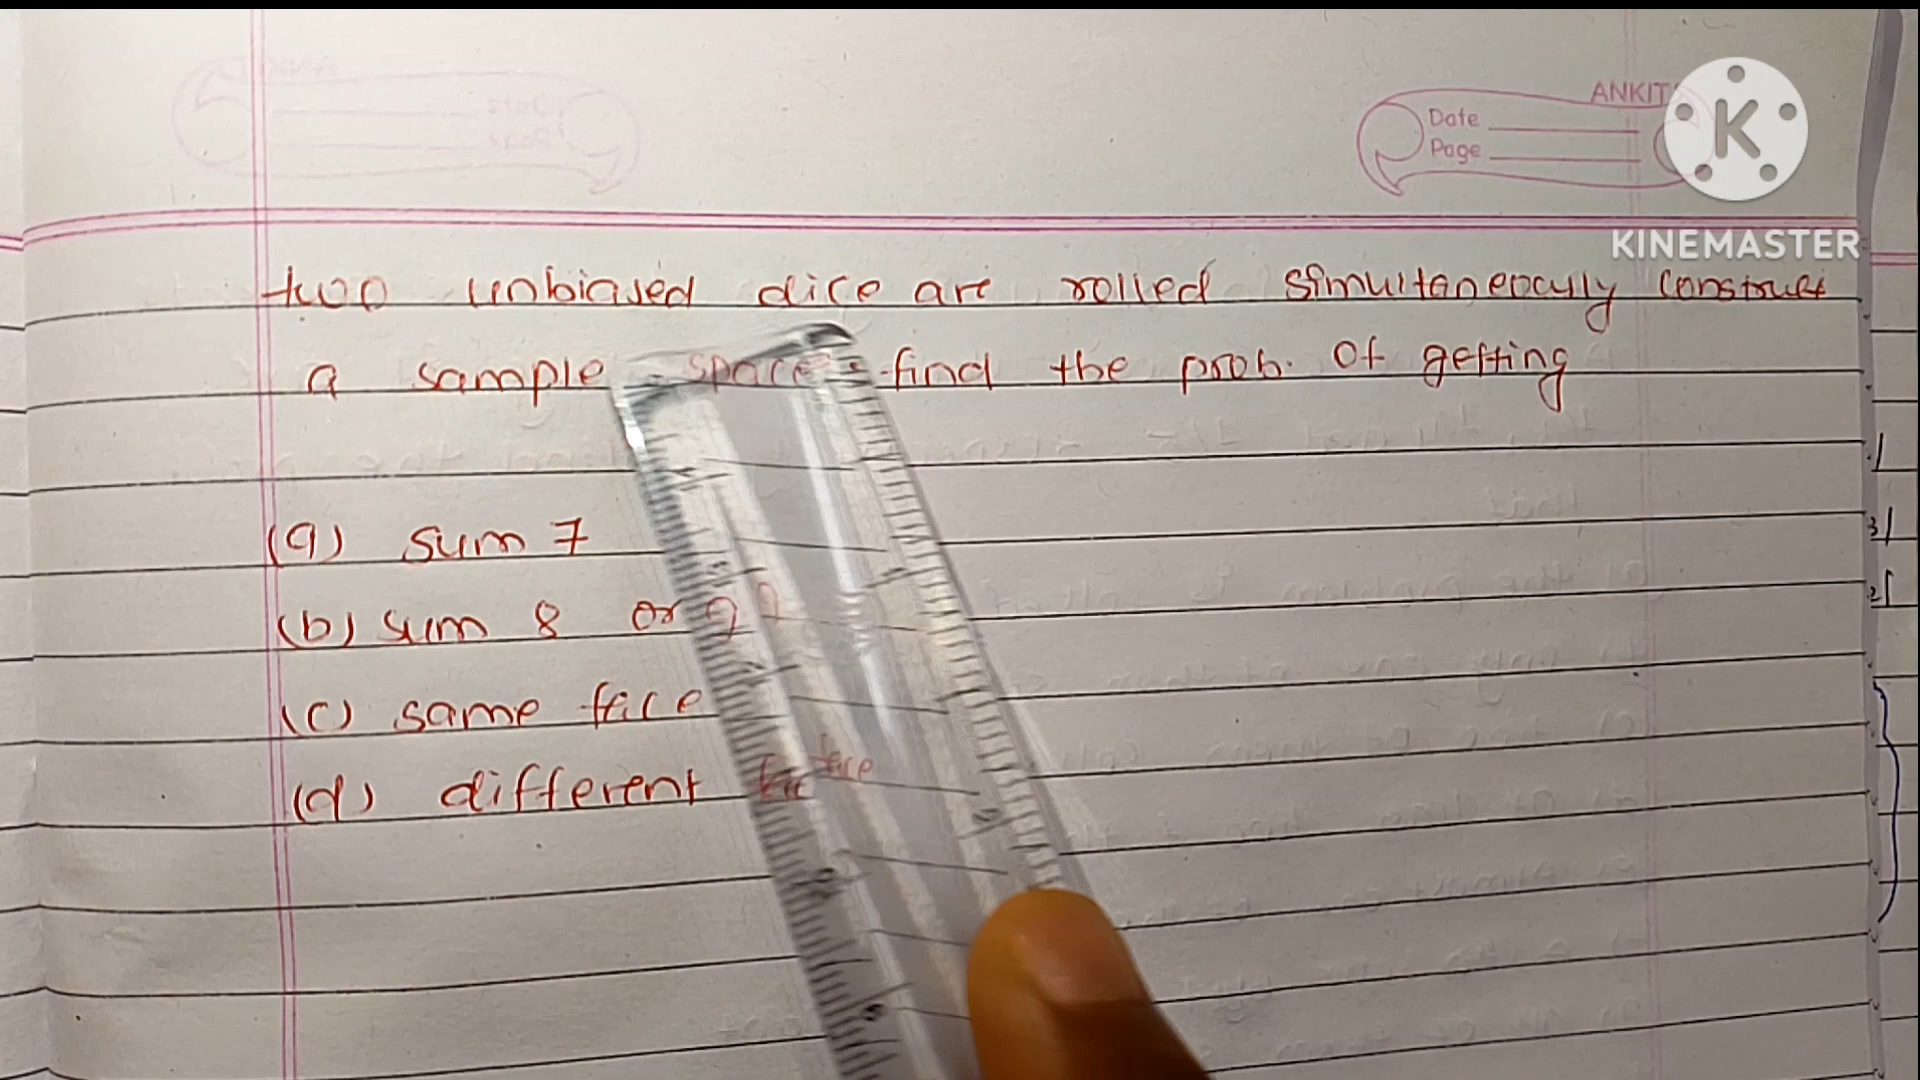 ANKIT
Date
Page
KINEMASTER
two unbiased dice are rolled simultaneously construct
a sample space find the prob. of getting
(a) sum 7
(b) sum 8 or
(c) same face
(d) different face